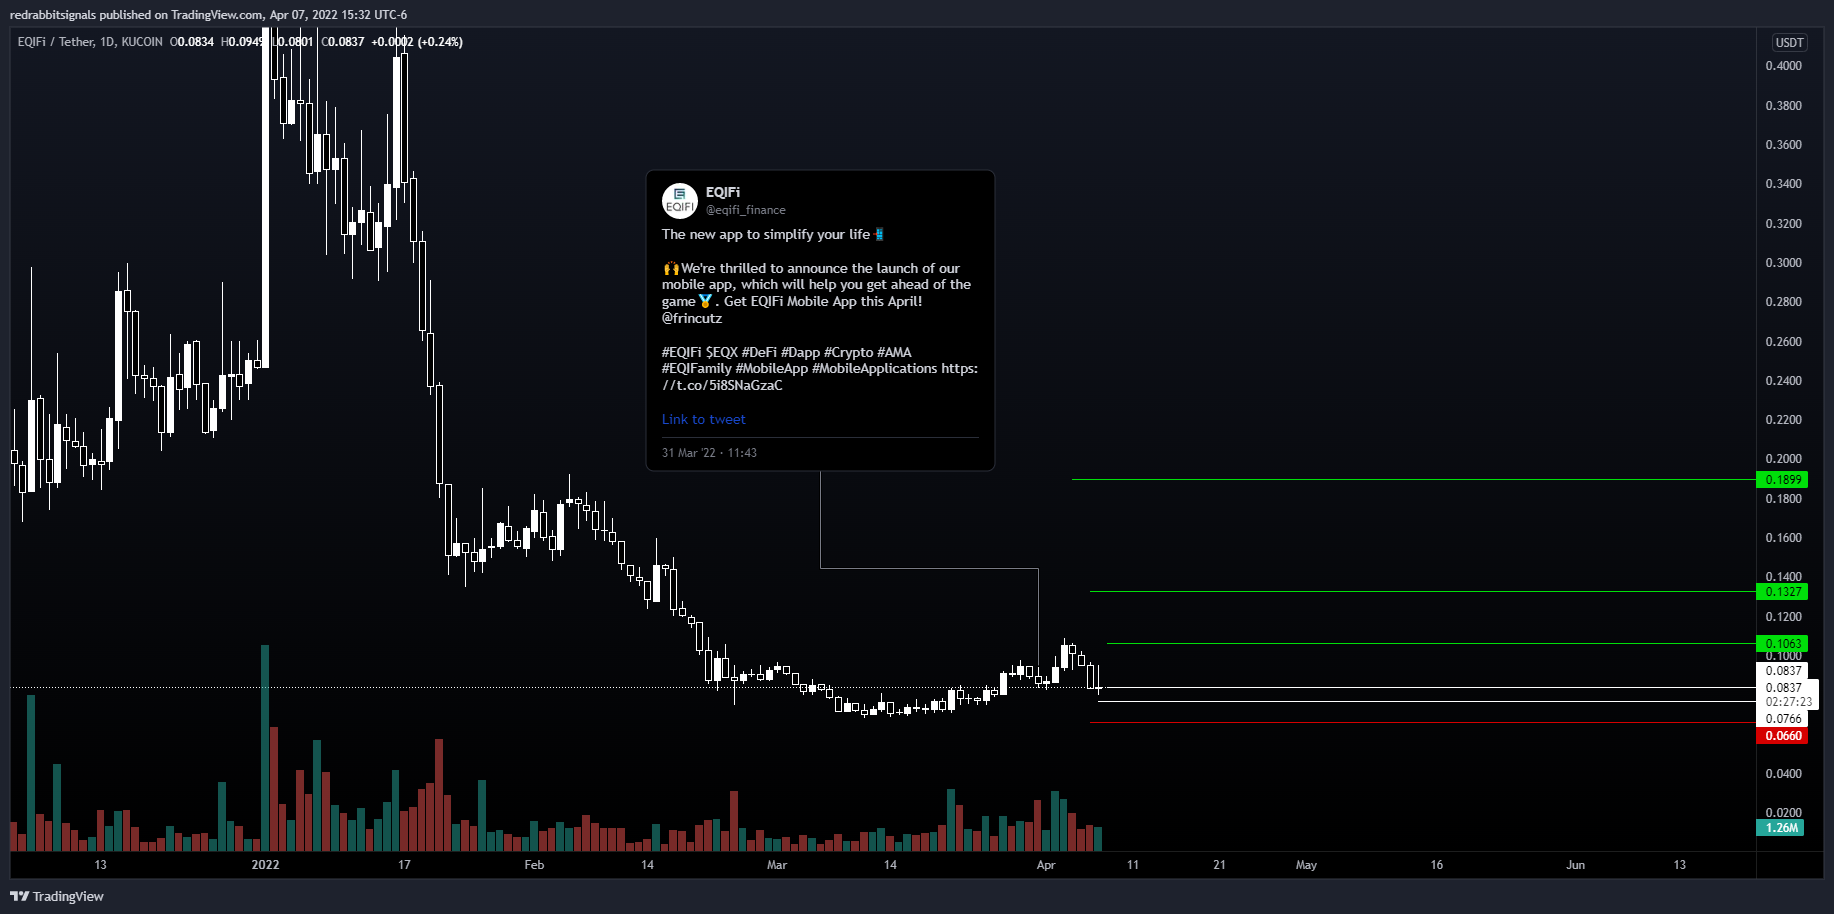 redrabbitsignals published on TradingView.com, Apr 07, 2022 15:32 UTC-6
EQIFi / Tether, 1D, KUCOIN O0.0834 H0.0949 L0.0801 C0.0837 +0.0002 (+0.24%)
USDT
0.4000
0.3800
0.3600
0.3400
0.3200
0.3000
0.2800
0.2600
0.2400
0.2200
0.2000
0.1899
0.1800
0.1600
0.1400
0.1327
0.1200
0.1063
0.1000
0.0837
0.0837
02:27:23
0.0766
0.0660
0.0400
0.0200
1.26M
EQIFI
EQIFi
@eqifi_finance
The new app to simplify your life📲
🙌We're thrilled to announce the launch of our
mobile app, which will help you get ahead of the
game🏅. Get EQIFi Mobile App this April!
@frincutz
#EQIFi $EQX #DeFi #Dapp #Crypto #AMA
#EQIFamily #MobileApp #MobileApplications https:
//t.co/5i8SNaGzaC
Link to tweet
31 Mar '22 · 11:43
13 2022 17 Feb 14 Mar 14 Apr 11 21 May 16 Jun 13
TradingView